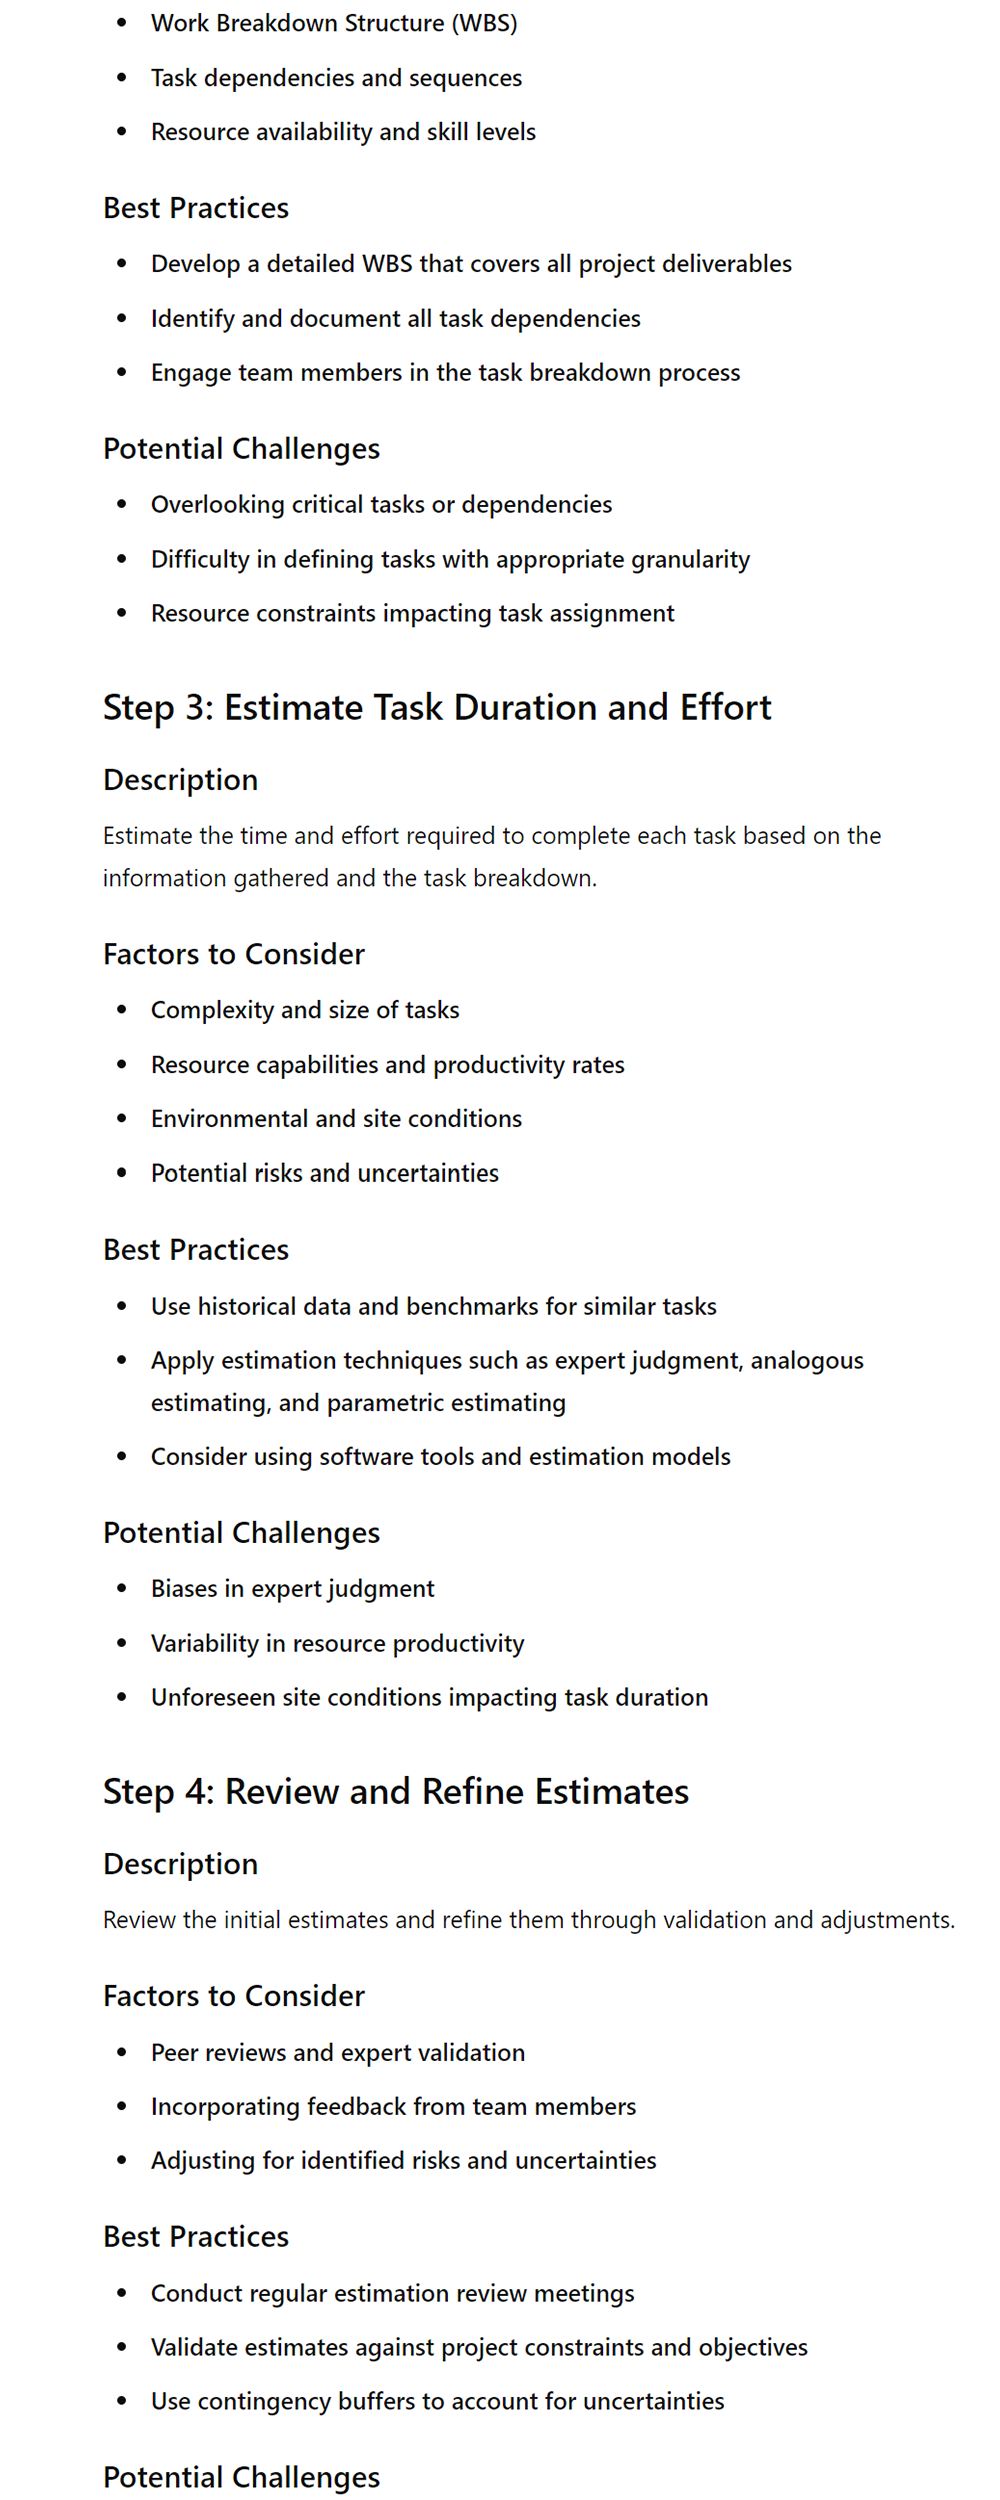 • Work Breakdown Structure (WBS)
• Task dependencies and sequences
• Resource availability and skill levels
Best Practices
• Develop a detailed WBS that covers all project deliverables
• Identify and document all task dependencies
• Engage team members in the task breakdown process
Potential Challenges
• Overlooking critical tasks or dependencies
• Difficulty in defining tasks with appropriate granularity
• Resource constraints impacting task assignment
Step 3: Estimate Task Duration and Effort
Description
Estimate the time and effort required to complete each task based on the
information gathered and the task breakdown.
Factors to Consider
• Complexity and size of tasks
• Resource capabilities and productivity rates
• Environmental and site conditions
• Potential risks and uncertainties
Best Practices
• Use historical data and benchmarks for similar tasks
• Apply estimation techniques such as expert judgment, analogous
estimating, and parametric estimating
• Consider using software tools and estimation models
Potential Challenges
• Biases in expert judgment
• Variability in resource productivity
• Unforeseen site conditions impacting task duration
Step 4: Review and Refine Estimates
Description
Review the initial estimates and refine them through validation and adjustments.
Factors to Consider
• Peer reviews and expert validation
• Incorporating feedback from team members
• Adjusting for identified risks and uncertainties
Best Practices
• Conduct regular estimation review meetings
• Validate estimates against project constraints and objectives
• Use contingency buffers to account for uncertainties
Potential Challenges